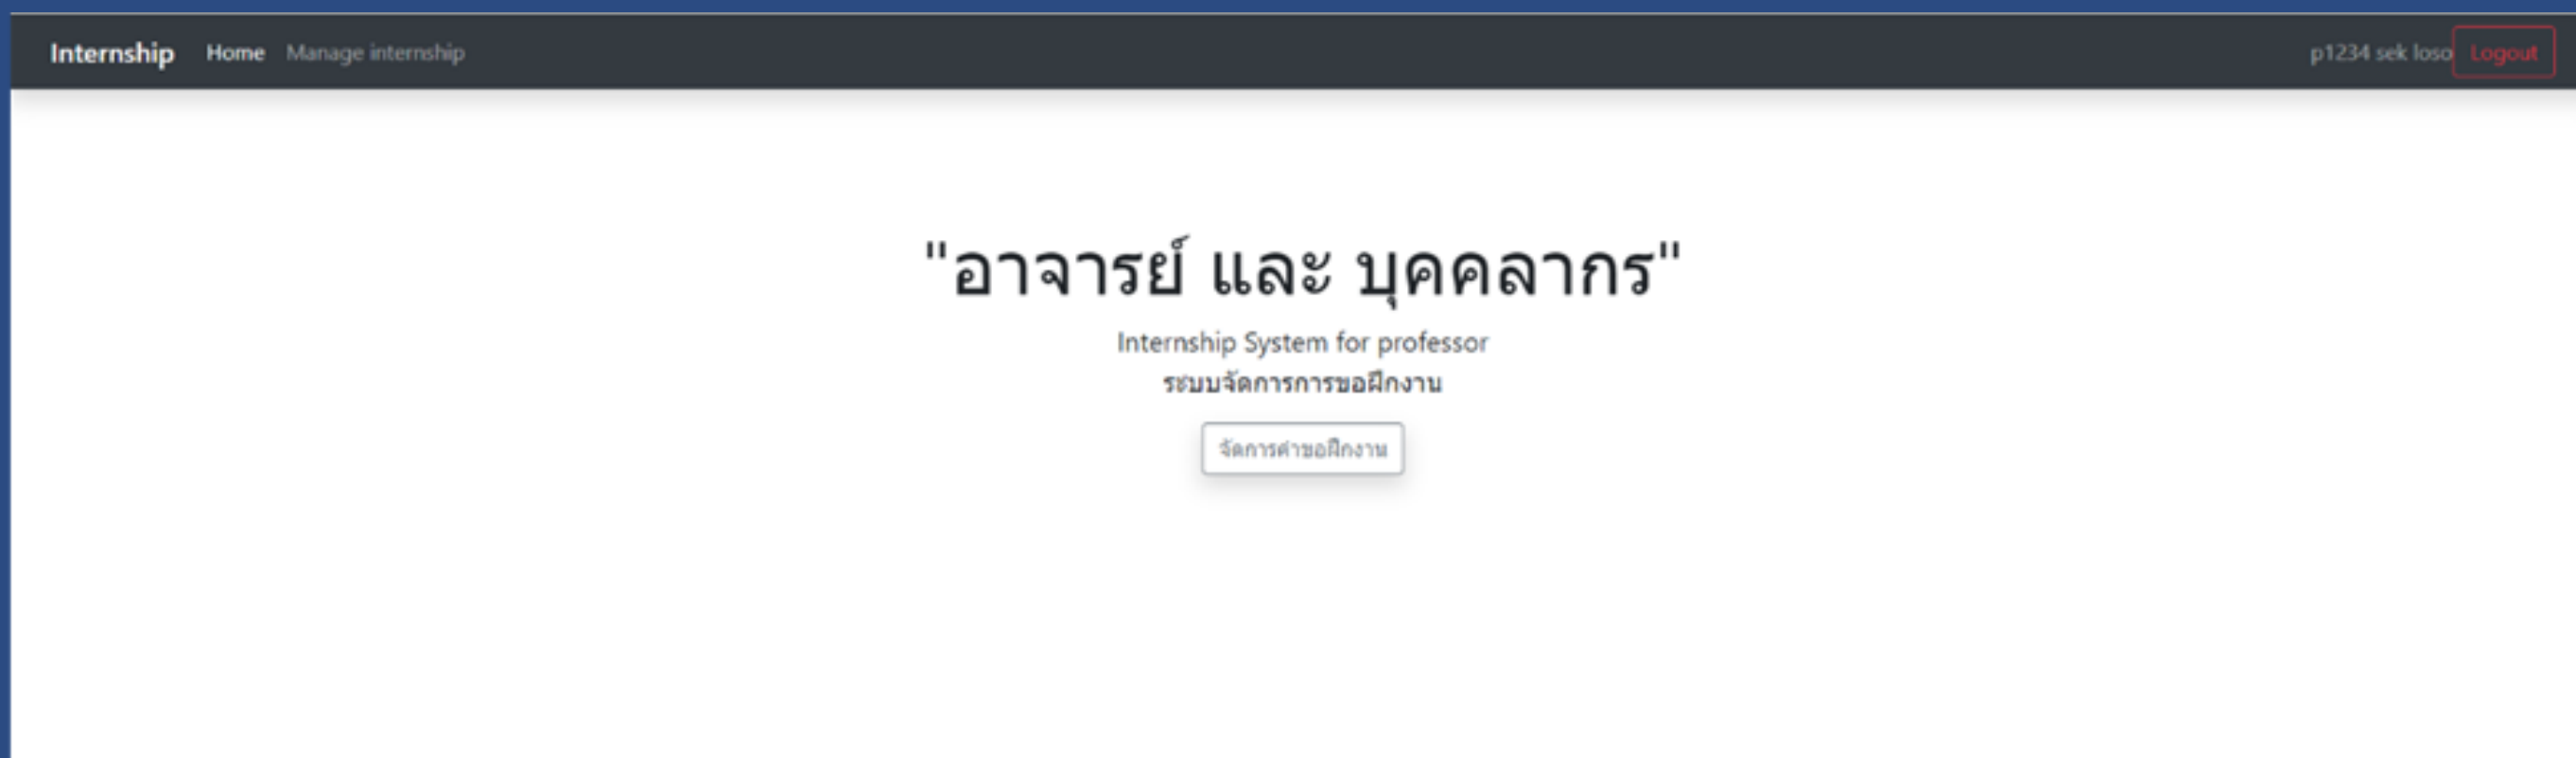 Internship Home Manage internship p1234 sek loso Logout
"อาจารย์ และ บุคคลากร"
Internship System for professor
ระบบจัดการการขอฝึกงาน
จัดการคำขอฝึกงาน